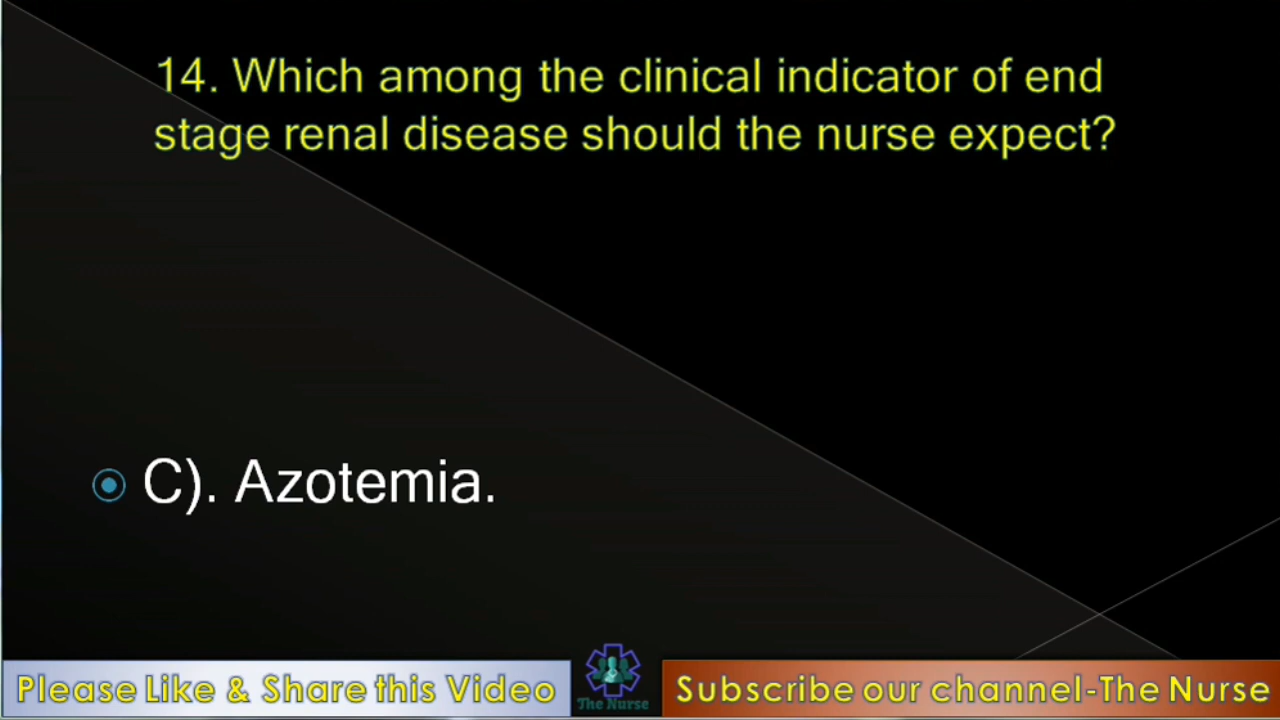 14. Which among the clinical indicator of end
stage renal disease should the nurse expect?
C). Azotemia.
Please Like & Share this Video
The Nurse
Subscribe our channel-The Nurse